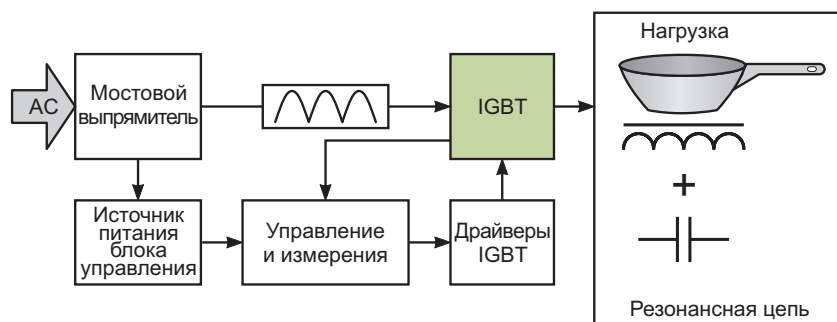 Нагрузка
Мостовой
выпрямитель
AC
IGBT
Источник
питания
блока
управления
Управление
и измерения
Драйверы
IGBT
Резонансная цепь